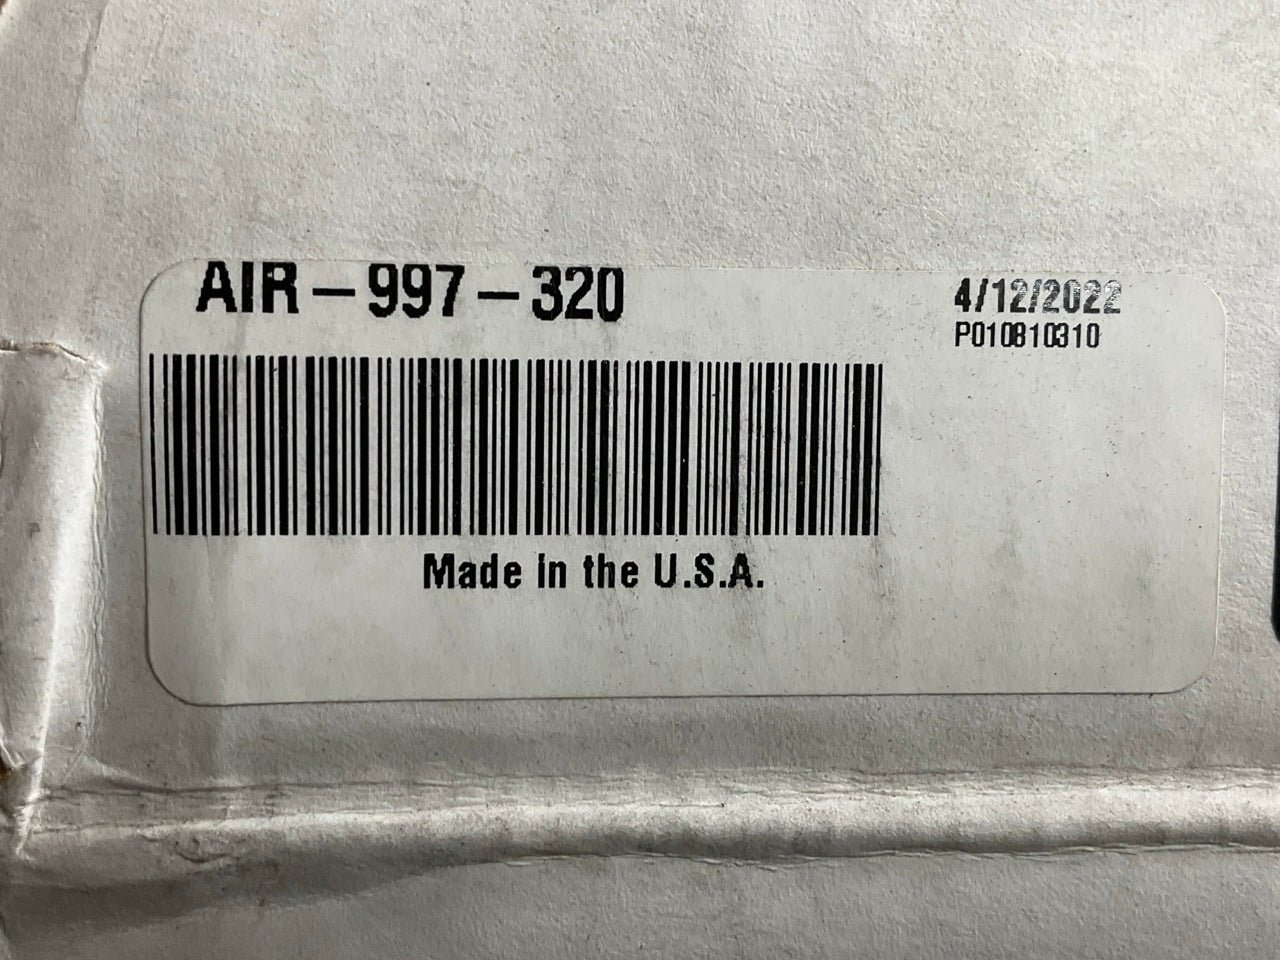 AIR-997-320
4/12/2022
P010810310
Made in the U.S.A.